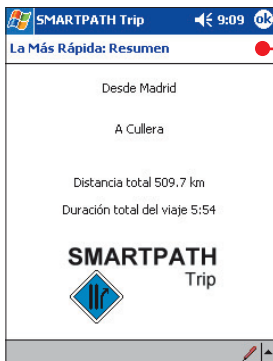 SMARTPATH Trip 9:09 ok
La Más Rápida: Resumen
Desde Madrid
A Cullera
Distancia total 509.7 km
Duración total del viaje 5:54
SMARTPATH
Trip